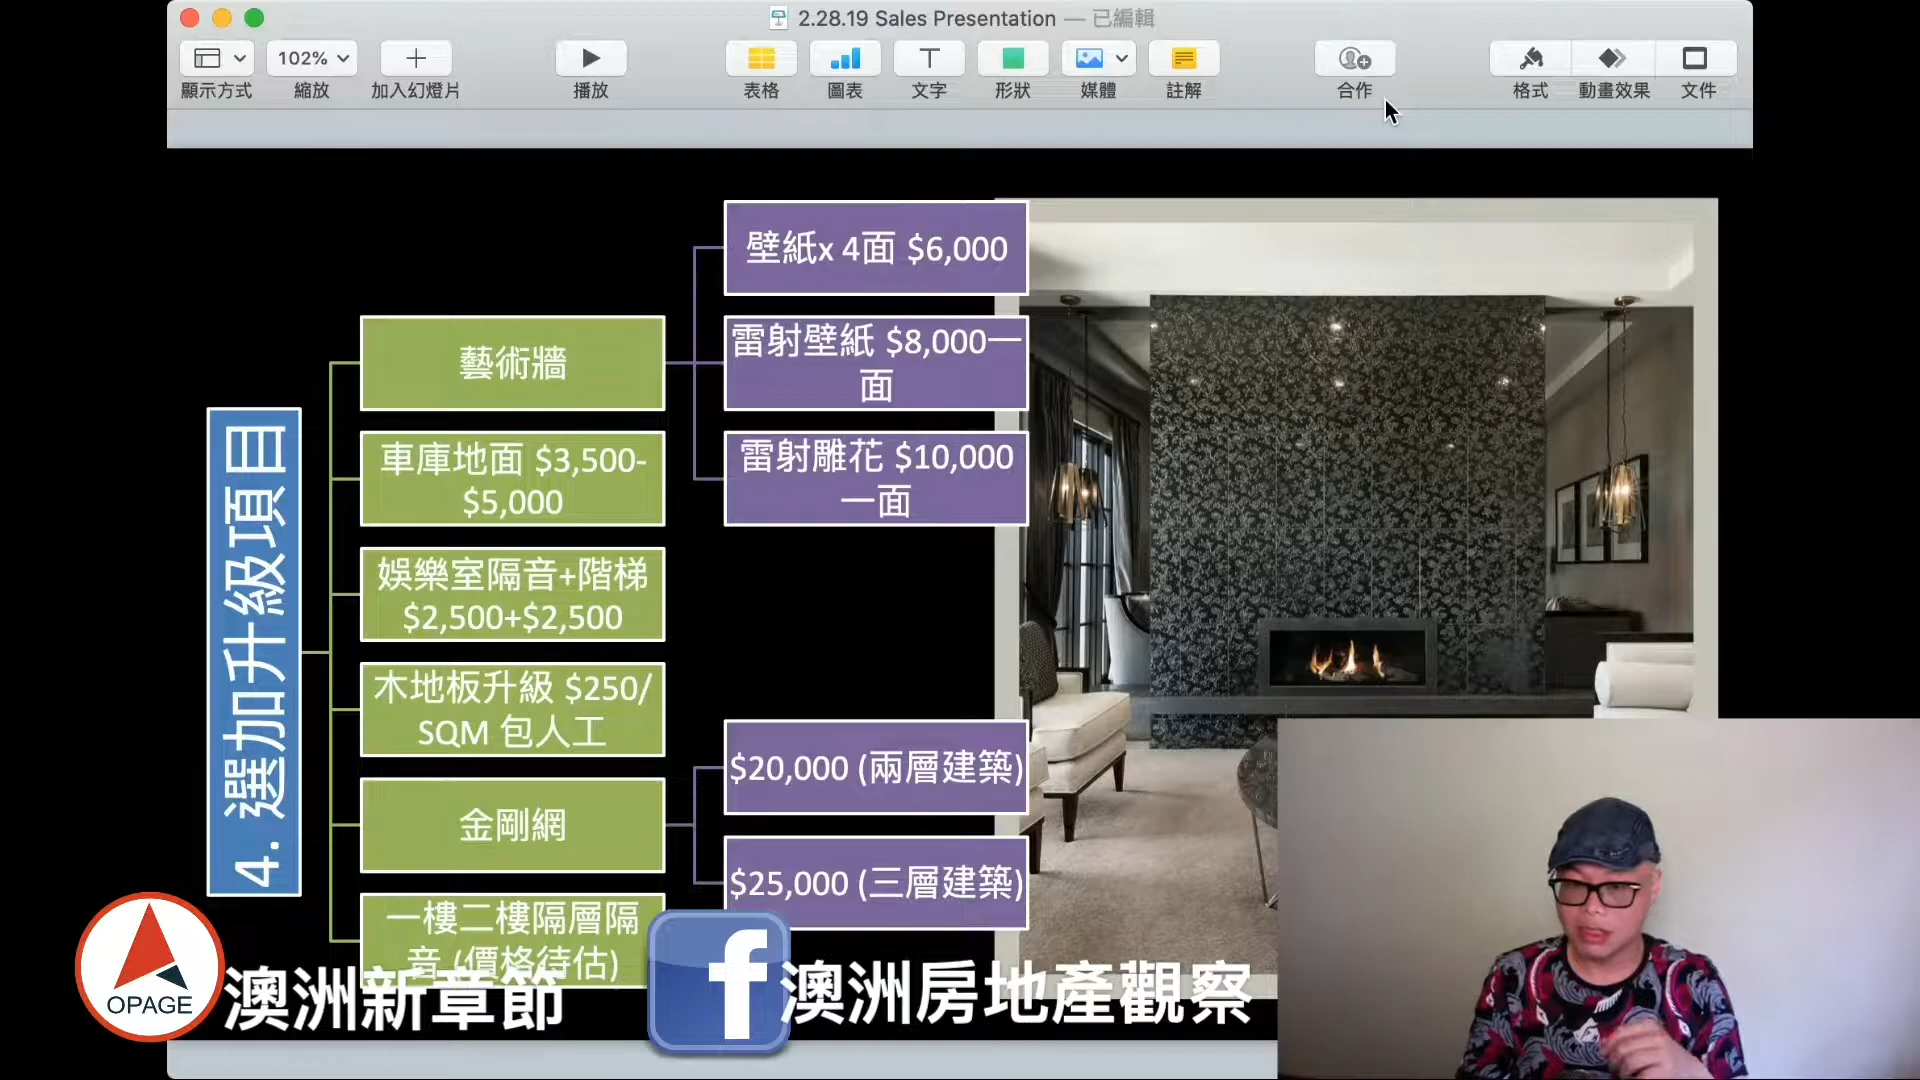 2.28.19 Sales Presentation — 已編輯
102%
顯示方式
縮放
加入幻燈片
播放
表格
圖表
T
文字
形狀
媒體
註解
合作
格式
動畫效果
文件
4. 選加升級項目
藝術牆
壁紙x 4面 $6,000
雷射壁紙 $8,000一
面
雷射雕花 $10,000
一面
車庫地面 $3,500-
$5,000
娛樂室隔音+階梯
$2,500+$2,500
木地板升級 $250/
SQM 包人工
金剛網
$20,000 (兩層建築)
$25,000 (三層建築)
一樓二樓隔層隔
音 (價格待估)
OPAGE
澳洲新章節
f
澳洲房地產觀察